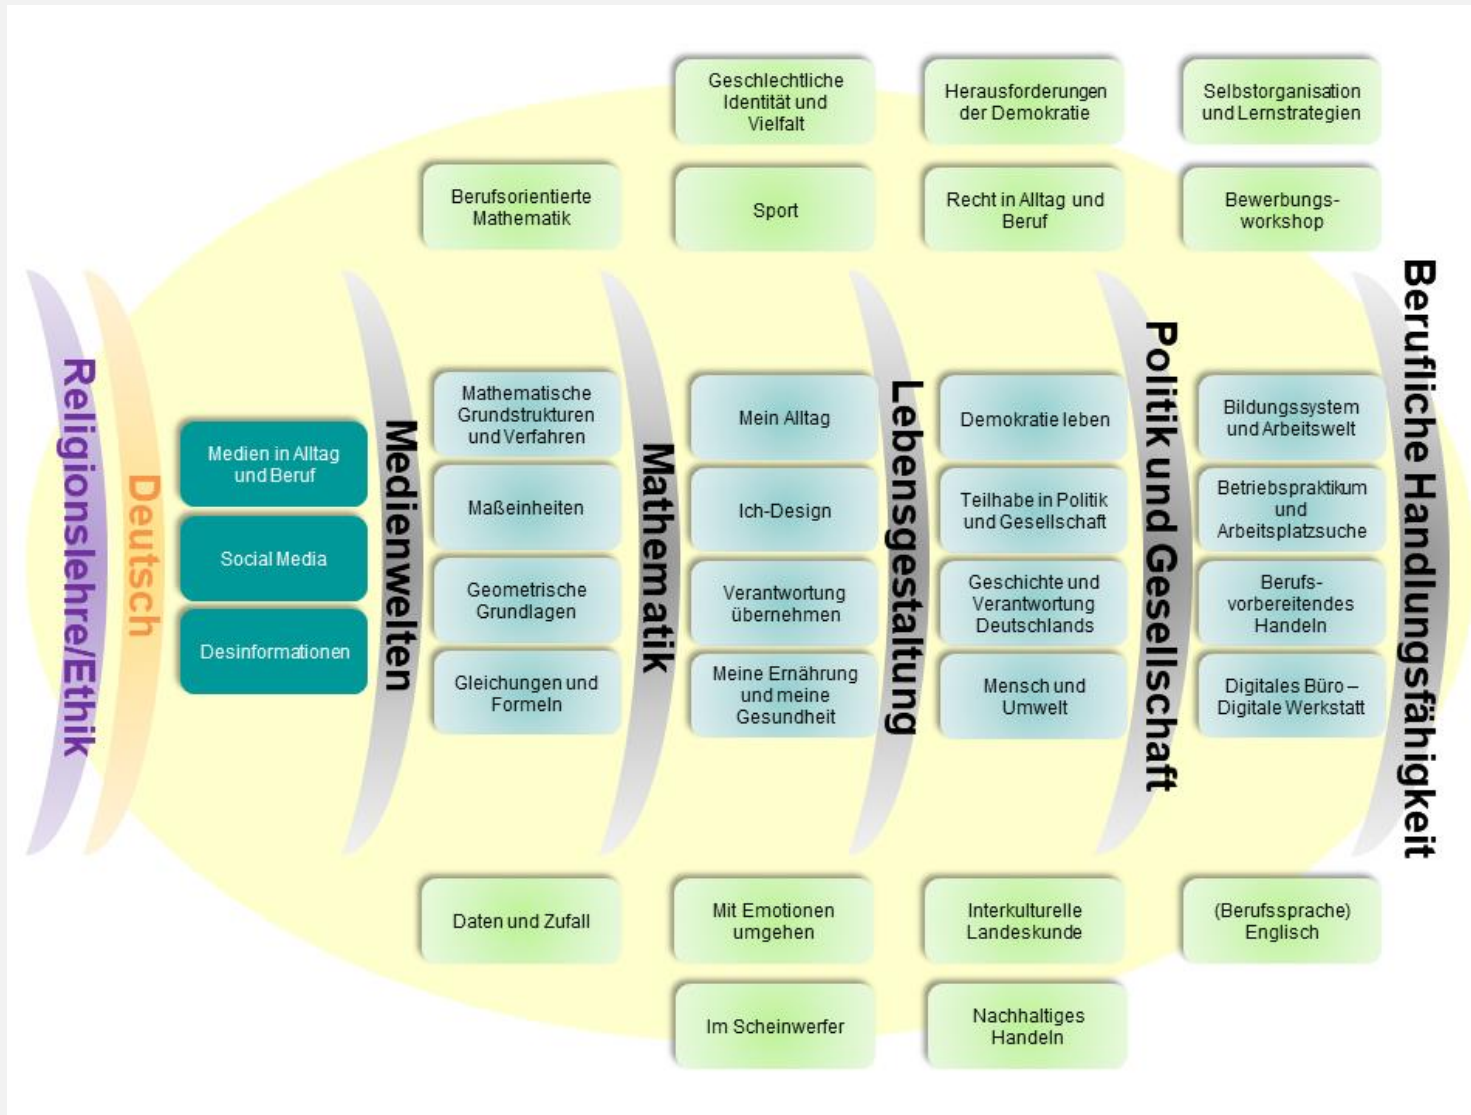 Geschlechtliche
Identität und
Vielfalt
Herausforderungen
der Demokratie
Selbstorganisation
und Lernstrategien
Berufsorientierte
Mathematik
Sport
Recht in Alltag und
Beruf
Bewerbungs-
workshop
Religionslehre/Ethik
Deutsch
Medien in Alltag
und Beruf
Social Media
Desinformationen
Medienwelten
Mathematische
Grundstrukturen
und Verfahren
Maßeinheiten
Geometrische
Grundlagen
Gleichungen und
Formeln
Mathematik
Mein Alltag
Ich-Design
Verantwortung
übernehmen
Meine Ernährung
und meine
Gesundheit
Lebensgestaltung
Demokratie leben
Teilhabe in Politik
und Gesellschaft
Geschichte und
Verantwortung
Deutschlands
Mensch und
Umwelt
Politik und Gesellschaft
Bildungssystem
und Arbeitswelt
Betriebspraktikum
und
Arbeitsplatzsuche
Berufs-
vorbereitendes
Handeln
Digitales Büro –
Digitale Werkstatt
Berufliche Handlungsfähigkeit
Daten und Zufall
Mit Emotionen
umgehen
Interkulturelle
Landeskunde
(Berufssprache)
Englisch
Im Scheinwerfer
Nachhaltiges
Handeln